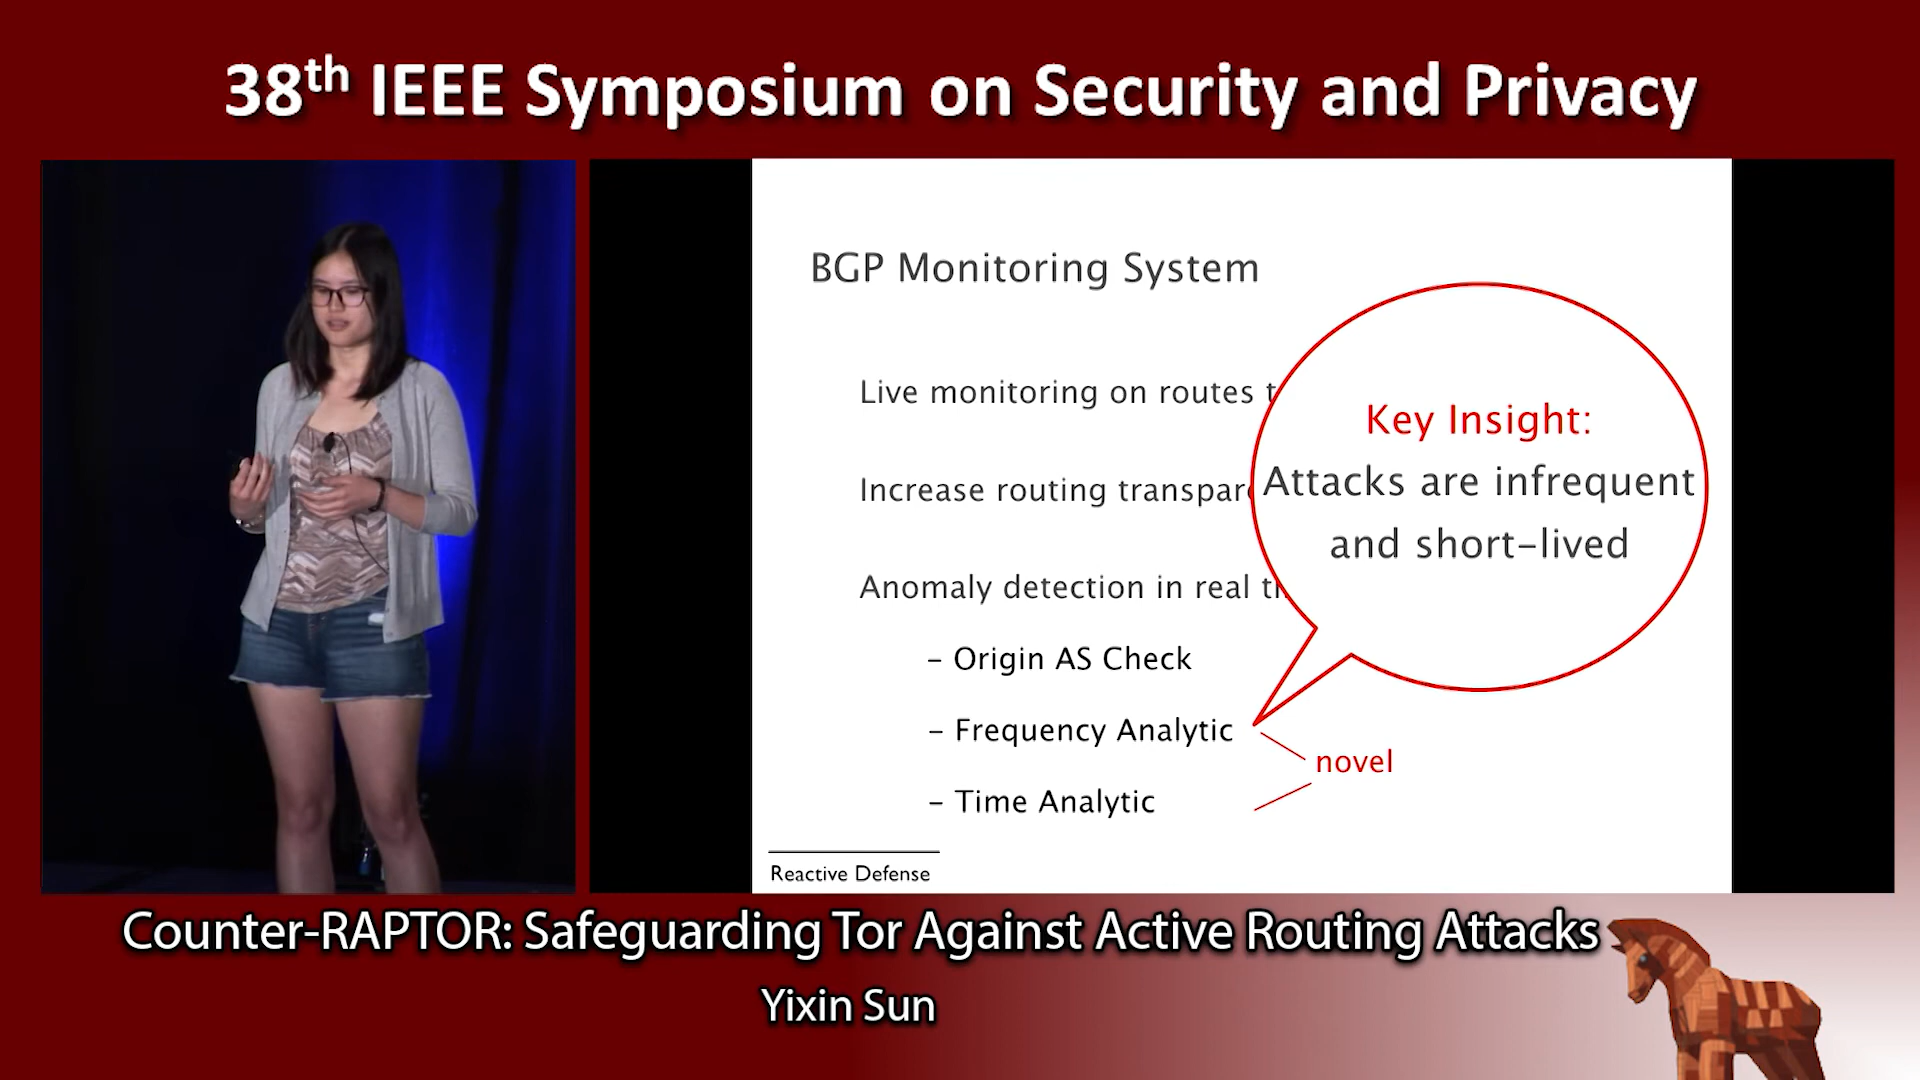 38th IEEE Symposium on Security and Privacy
BGP Monitoring System
Live monitoring on routes
Increase routing
Anomaly detection in real
– Origin AS Check
– Frequency Analytic
– Time Analytic
novel
Key Insight:
Attacks are infrequent
and short–lived
Reactive Defense
Counter-RAPTOR: Safeguarding Tor Against Active Routing Attacks
Yixin Sun